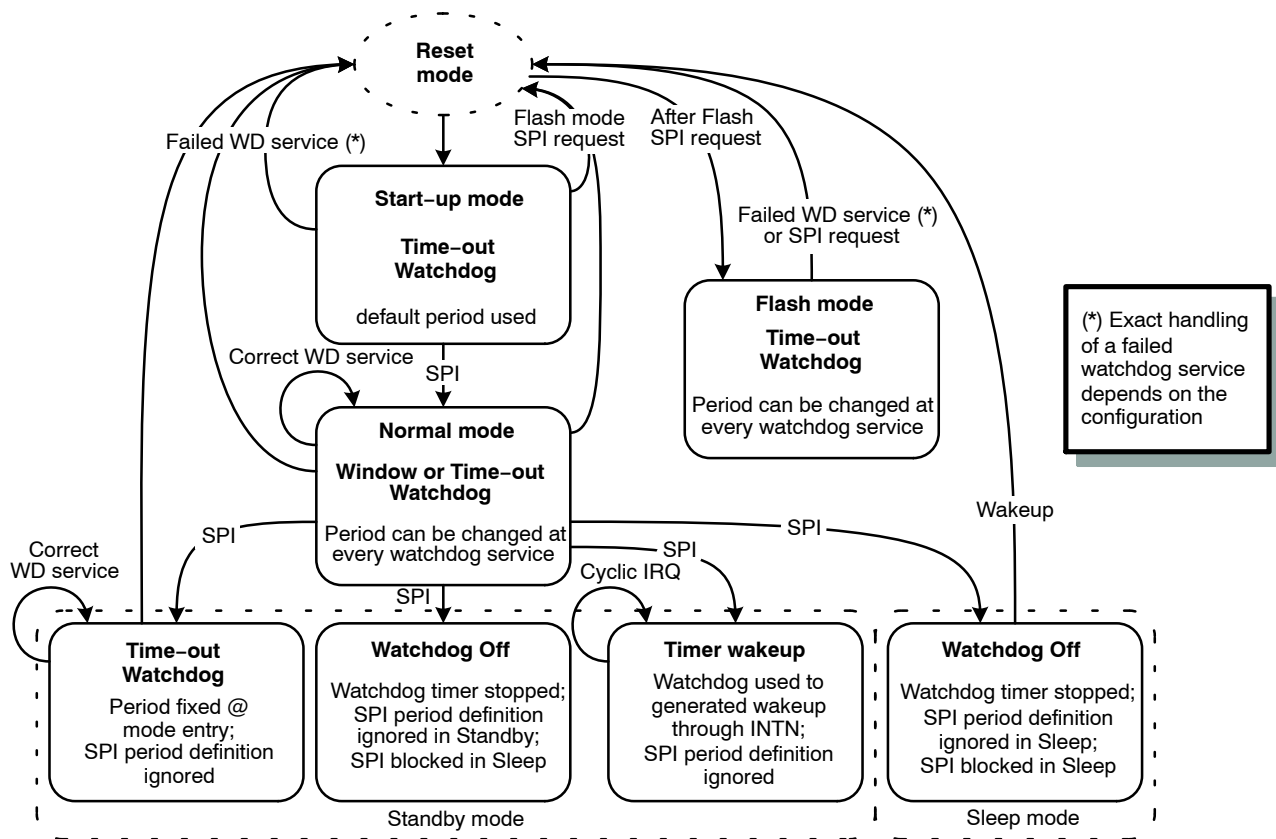 Reset
mode
Failed WD service (*)
Flash mode
SPI request
After Flash
SPI request
Start−up mode
Time−out
Watchdog
default period used
Failed WD service (*)
or SPI request
Flash mode
Time−out
Watchdog
Period can be changed at
every watchdog service
(*) Exact handling
of a failed
watchdog service
depends on the
configuration
Correct WD service
SPI
Normal mode
Window or Time−out
Watchdog
Period can be changed at
every watchdog service
Wakeup
SPI
SPI
SPI
SPI
Correct
WD service
Cyclic IRQ
Time−out
Watchdog
Period fixed @
mode entry;
SPI period definition
ignored
Watchdog Off
Watchdog timer stopped;
SPI period definition
ignored in Standby;
SPI blocked in Sleep
Timer wakeup
Watchdog used to
generated wakeup
through INTN;
SPI period definition
ignored
Watchdog Off
Watchdog timer stopped;
SPI period definition
ignored in Sleep;
SPI blocked in Sleep
Standby mode
Sleep mode